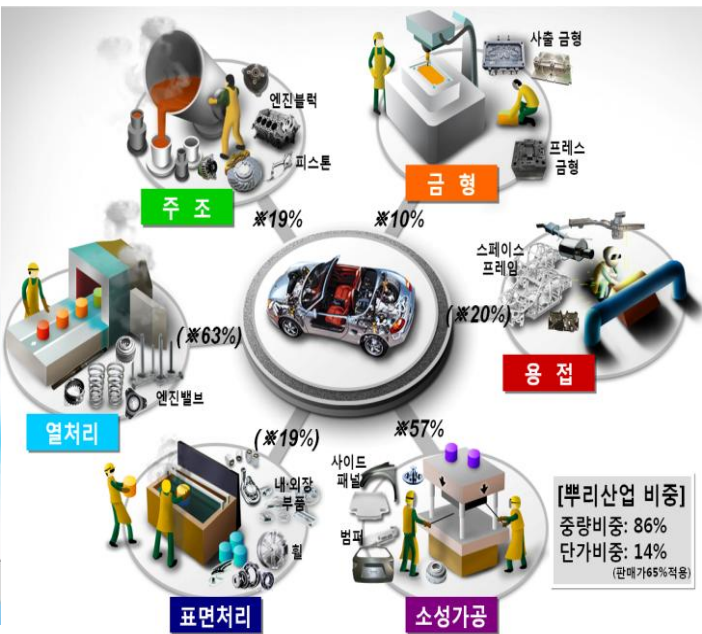 사출 금형
엔진블럭
피스톤
프레스
금형
주 조
금 형
※19%
※10%
스페이스
프레임
(※63%)
(※20%)
엔진밸브
용 접
열처리
(※19%)
※57%
사이드
패널
내·외장
부품
범퍼
휠
[뿌리산업 비중]
중량비중: 86%
단가비중: 14%
(판매가65%적용)
표면처리
소성가공